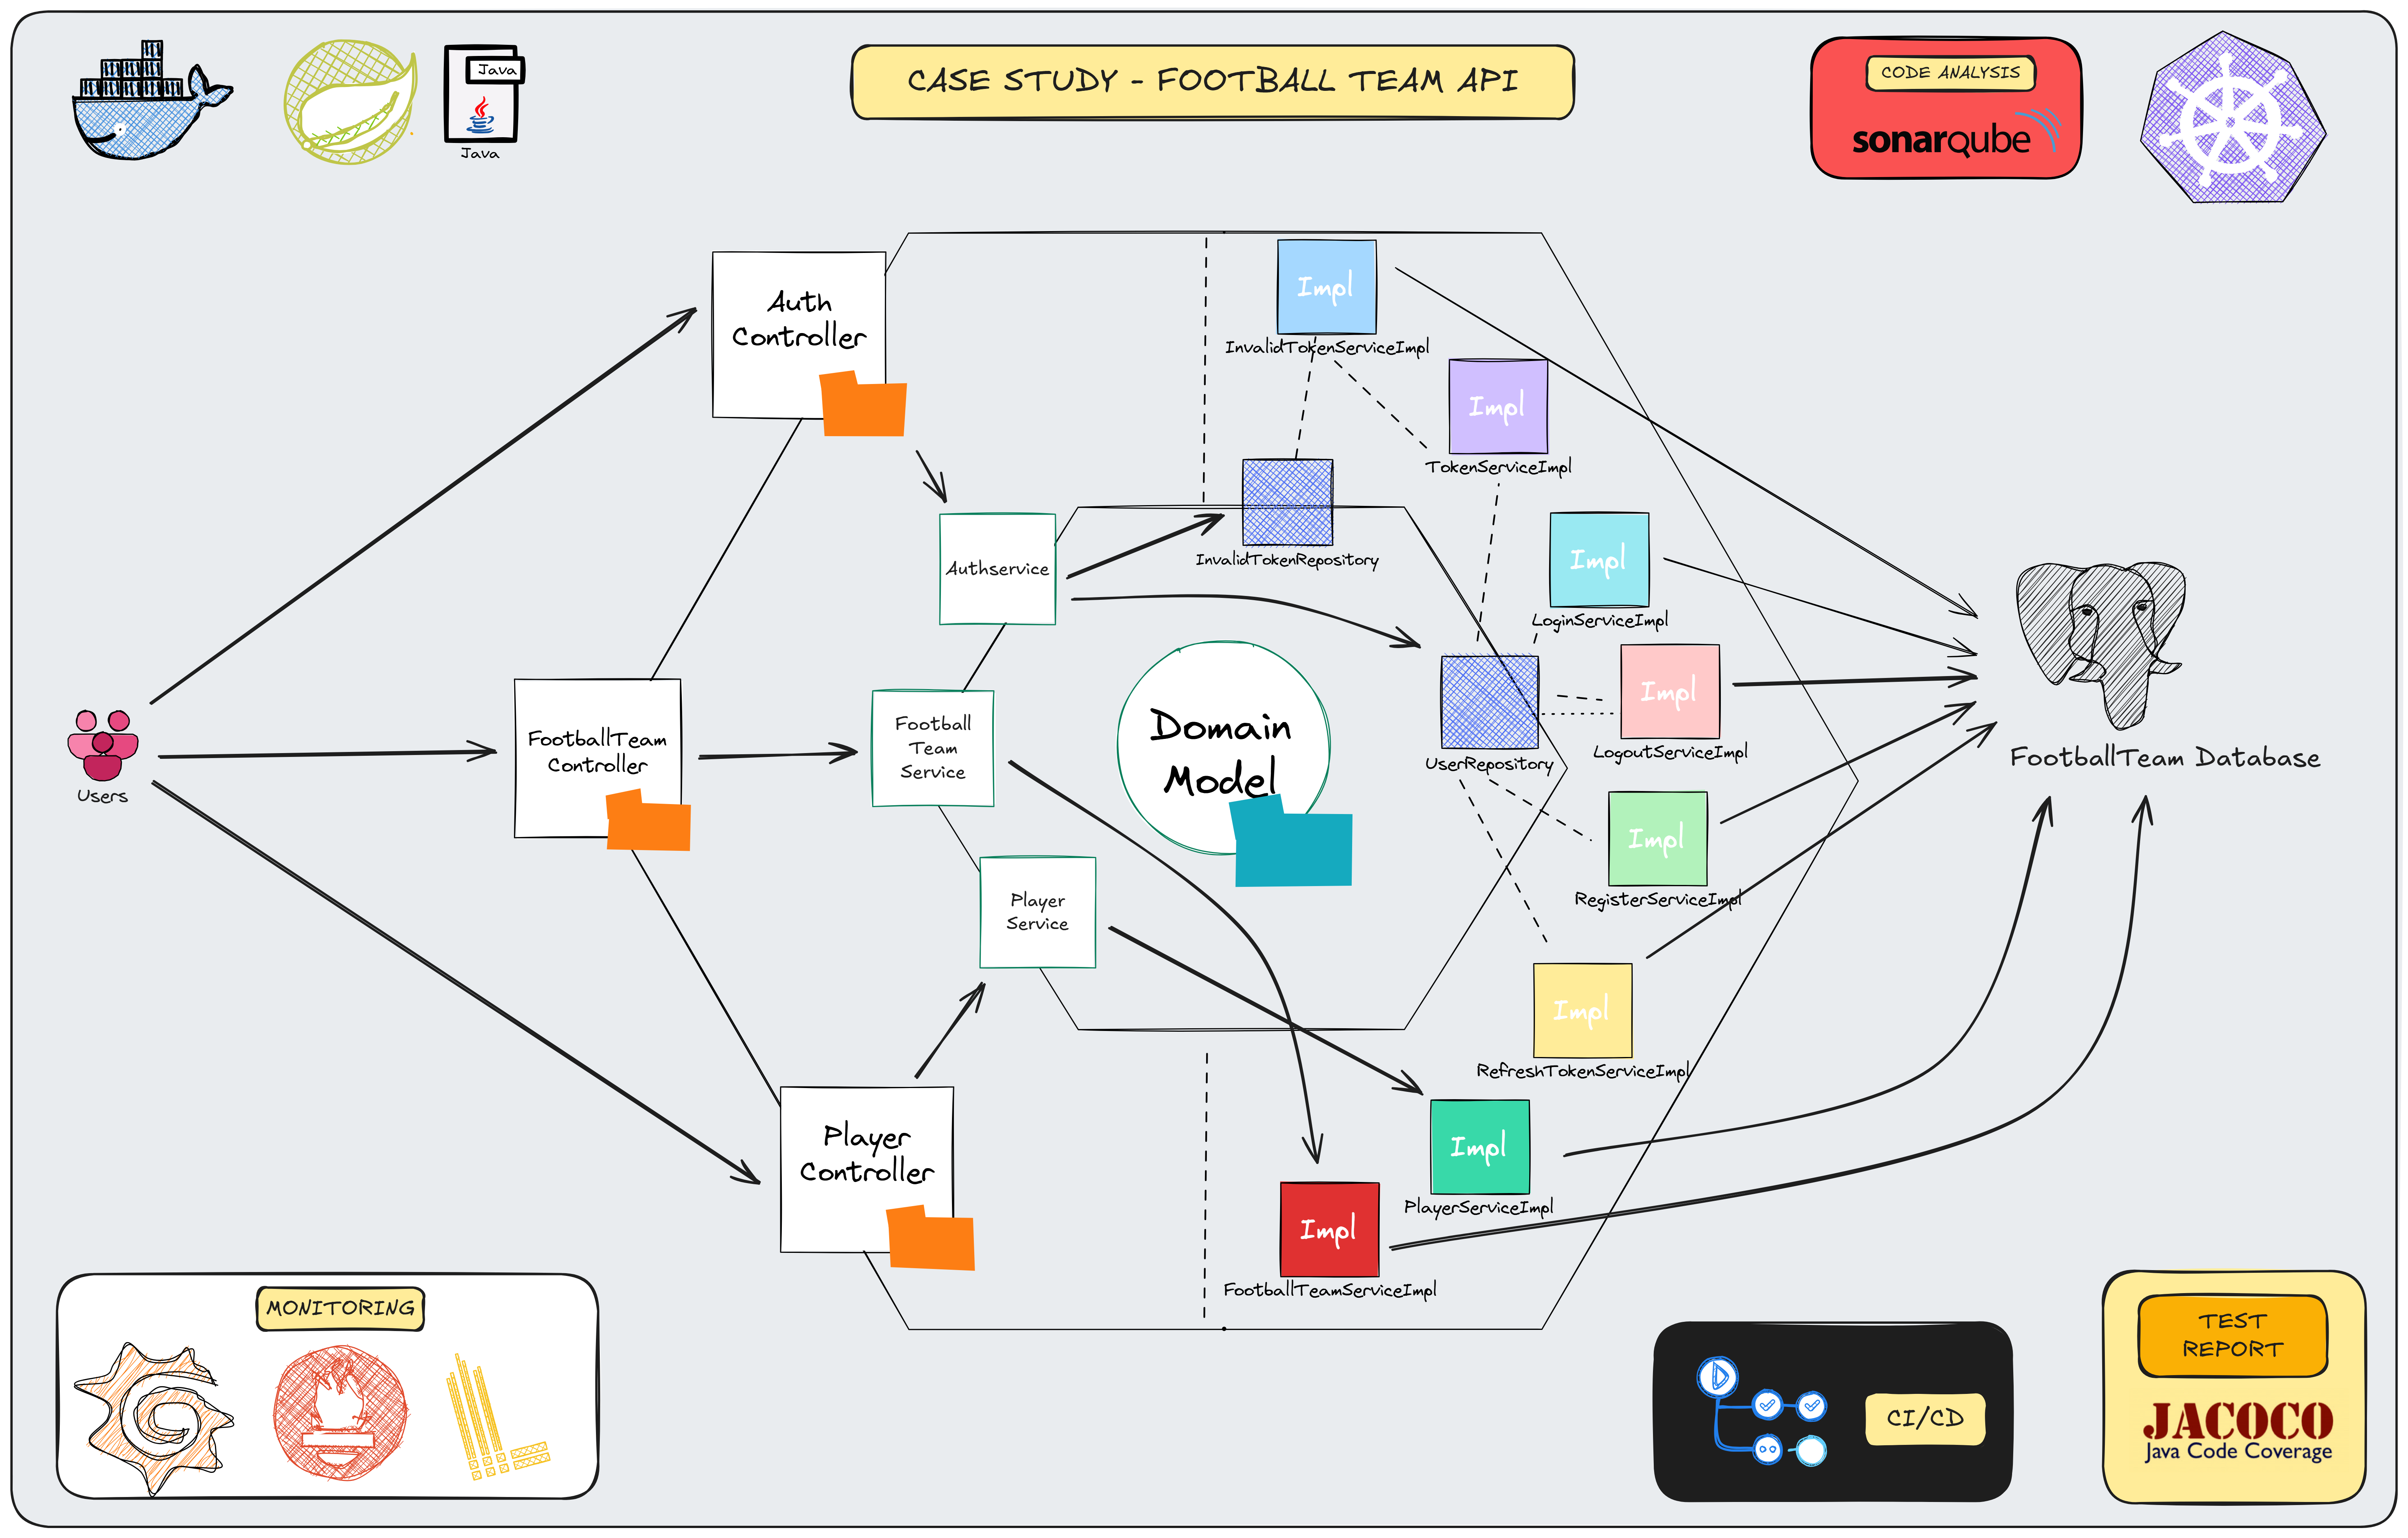 Java
Java
CASE STUDY - FOOTBALL TEAM API
CODE ANALYSIS
sonarqube
Auth
Controller
Impl
InvalidTokenServiceImpl
Impl
TokenServiceImpl
InvalidTokenRepository
Authservice
Impl
LoginServiceImpl
Users
FootballTeam
Controller
Football
Team
Service
Domain
Model
UserRepository
Impl
LogoutServiceImpl
FootballTeam Database
Impl
RegisterServiceImpl
Player
Service
Impl
RefreshTokenServiceImpl
Player
Controller
Impl
PlayerServiceImpl
Impl
FootballTeamServiceImpl
MONITORING
CI/CD
TEST
REPORT
JACOCO
Java Code Coverage